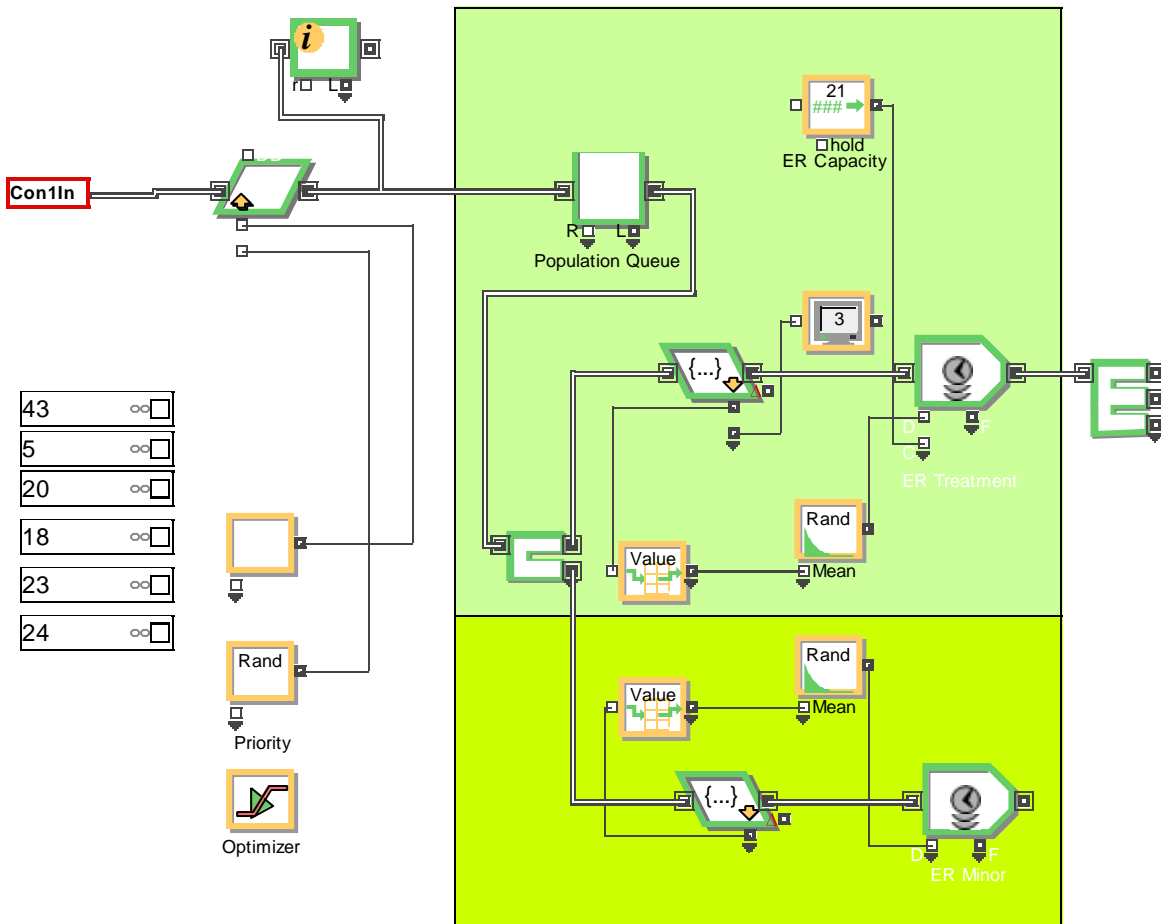 i
r L
21
###
hold
ER Capacity
Con1In
R L
Population Queue
3
{...}
D F
C
ER Treatment
43
5
20
18
23
24
Rand
Value
Mean
Rand
Priority
Rand
Value
Mean
{...}
Optimizer
D F
ER Minor